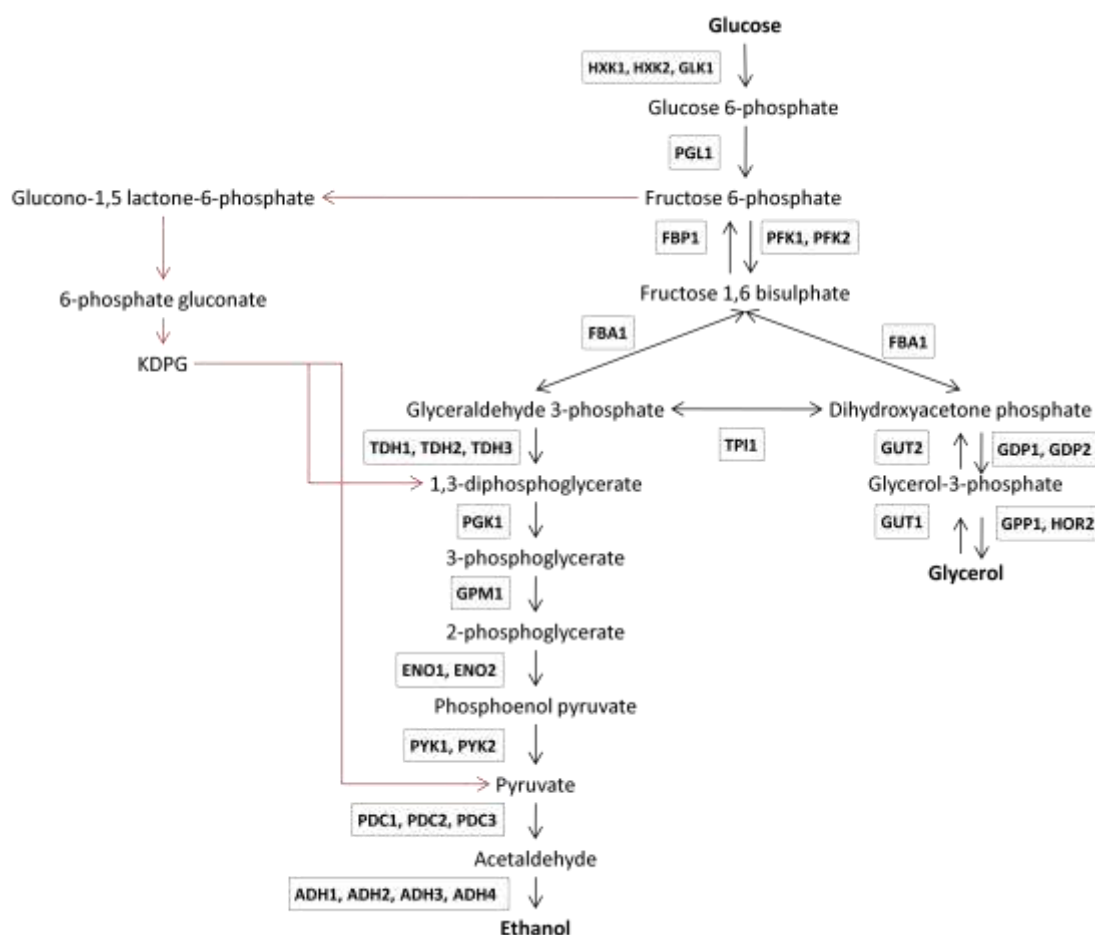 Glucose
HXK1, HXK2, GLK1
Glucose 6-phosphate
PGL1
Glucono-1,5 lactone-6-phosphate
Fructose 6-phosphate
FBP1
PFK1, PFK2
6-phosphate gluconate
Fructose 1,6 bisulphate
FBA1
FBA1
KDPG
Glyceraldehyde 3-phosphate
Dihydroxyacetone phosphate
TDH1, TDH2, TDH3
TPI1
GUT2
GDP1, GDP2
1,3-diphosphoglycerate
Glycerol-3-phosphate
PGK1
GUT1
GPP1, HOR2
3-phosphoglycerate
Glycerol
GPM1
2-phosphoglycerate
ENO1, ENO2
Phosphoenol pyruvate
PYK1, PYK2
Pyruvate
PDC1, PDC2, PDC3
Acetaldehyde
ADH1, ADH2, ADH3, ADH4
Ethanol